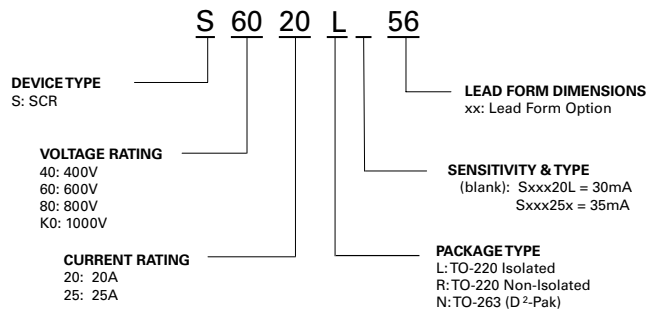 S 60 20 L _ 56
DEVICE TYPE
S: SCR
VOLTAGE RATING
40: 400V
60: 600V
80: 800V
K0: 1000V
CURRENT RATING
20: 20A
25: 25A
LEAD FORM DIMENSIONS
xx: Lead Form Option
SENSITIVITY & TYPE
(blank): Sxxx20L = 30mA
Sxxx25x = 35mA
PACKAGE TYPE
L: TO-220 Isolated
R: TO-220 Non-Isolated
N: TO-263 (D²-Pak)